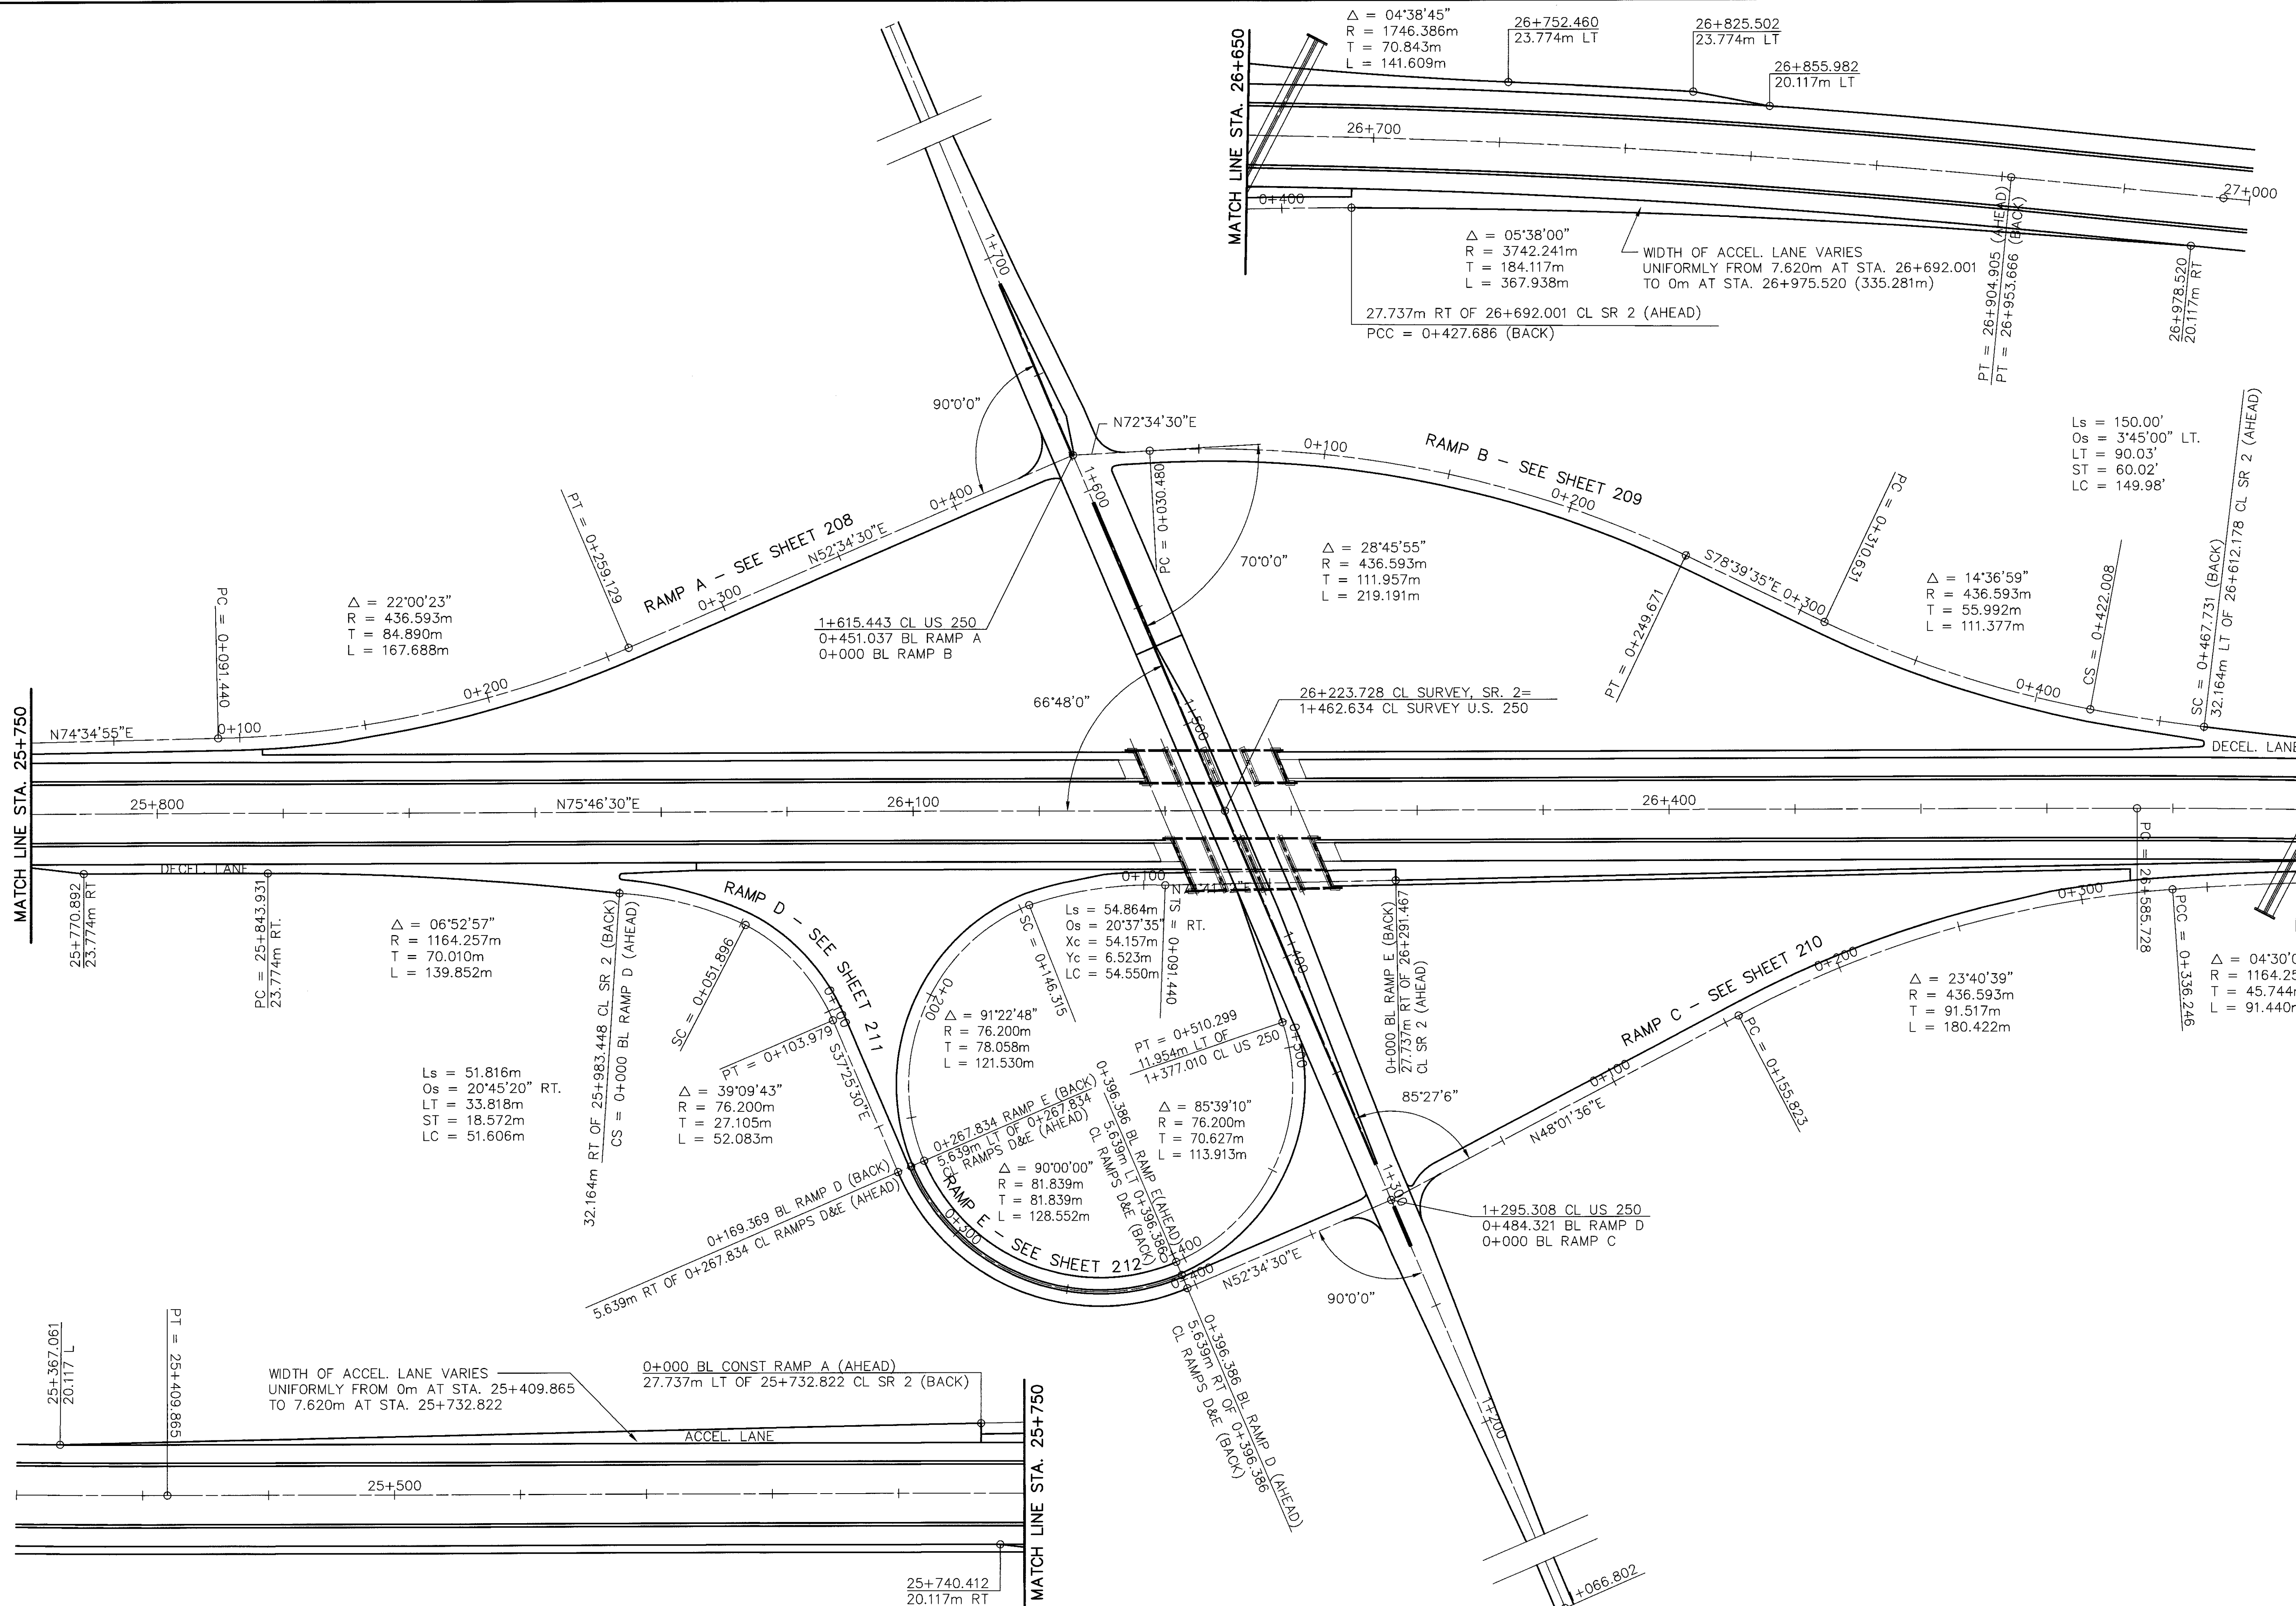 Δ = 04°38'45"
R = 1746.386m
T = 70.843m
L = 141.609m
26+752.460
23.774m LT
26+825.502
23.774m LT
26+855.982
20.117m LT
MATCH LINE STA. 26+650
26+700
27+000
0+400
Δ = 05°38'00"
R = 3742.241m
T = 184.117m
L = 367.938m
WIDTH OF ACCEL. LANE VARIES
UNIFORMLY FROM 7.620m AT STA. 26+692.001
TO 0m AT STA. 26+975.520 (335.281m)
27.737m RT OF 26+692.001 CL SR 2 (AHEAD)
PCC = 0+427.686 (BACK)
PT = 26+904.905 (AHEAD)
PT = 26+953.666 (BACK)
26+978.520
20.117m RT
1+700
90°0'0"
N72°34'30"E
1+600
PC = 0+030.480
0+100
RAMP B - SEE SHEET 209
0+200
70°0'0"
Δ = 28°45'55"
R = 436.593m
T = 111.957m
L = 219.191m
PT = 0+249.671
S78°39'35"E
0+300
PC = 0+310.631
Δ = 14°36'59"
R = 436.593m
T = 55.992m
L = 111.377m
Ls = 150.00'
Os = 3°45'00" LT.
LT = 90.03'
ST = 60.02'
LC = 149.98'
0+400
CS = 0+422.008
SC = 0+467.731 (BACK)
32.164m LT OF 26+612.178 CL SR 2 (AHEAD)
DECEL. LANE
PC = 0+091.440
Δ = 22°00'23"
R = 436.593m
T = 84.890m
L = 167.688m
PT = 0+259.129
RAMP A - SEE SHEET 208
N52°34'30"E
0+400
0+300
0+200
0+100
N74°34'55"E
1+615.443 CL US 250
0+451.037 BL RAMP A
0+000 BL RAMP B
66°48'0"
1+500
26+223.728 CL SURVEY, SR. 2=
1+462.634 CL SURVEY U.S. 250
MATCH LINE STA. 25+750
25+800
N75°46'30"E
26+100
26+400
DECEL. LANE
25+770.892
23.774m RT
PC = 25+843.931
23.774m RT.
Δ = 06°52'57"
R = 1164.257m
T = 70.010m
L = 139.852m
32.164m RT OF 25+983.448 CL SR 2 (BACK)
CS = 0+000 BL RAMP D (AHEAD)
SC = 0+051.896
RAMP D - SEE SHEET 211
0+100
PT = 0+103.979
S37°25'30"E
Ls = 51.816m
Os = 20°45'20" RT.
LT = 33.818m
ST = 18.572m
LC = 51.606m
Δ = 39°09'43"
R = 76.200m
T = 27.105m
L = 52.083m
0+100
TS = 0+091.440
SC = 0+146.315
0+200
Ls = 54.864m
Os = 20°37'35" RT.
Xc = 54.157m
Yc = 6.523m
LC = 54.550m
Δ = 91°22'48"
R = 76.200m
T = 78.058m
L = 121.530m
PT = 0+510.299
11.954m LT OF
1+377.010 CL US 250
0+500
1+400
0+000 BL RAMP E (BACK)
27.737m RT OF 26+291.467
CL SR 2 (AHEAD)
0+267.834 RAMP E (BACK)
5.639m LT OF 0+267.834
CL RAMPS D&E (AHEAD)
0+396.386 BL RAMP E(AHEAD)
5.639m LT 0+396.386
CL RAMPS D&E (BACK)
Δ = 85°39'10"
R = 76.200m
T = 70.627m
L = 113.913m
Δ = 90°00'00"
R = 81.839m
T = 81.839m
L = 128.552m
0+169.369 BL RAMP D (BACK)
5.639m RT OF 0+267.834 CL RAMPS D&E (AHEAD)
RAMP E - SEE SHEET 212
0+300
0+400
0+400
0+396.386 BL RAMP D (AHEAD)
5.639m RT OF 0+396.386
CL RAMPS D&E (BACK)
N52°34'30"E
90°0'0"
1+300
1+295.308 CL US 250
0+484.321 BL RAMP D
0+000 BL RAMP C
85°27'6"
N48°01'36"E
0+100
RAMP C - SEE SHEET 210
PC = 0+155.823
0+200
0+300
Δ = 23°40'39"
R = 436.593m
T = 91.517m
L = 180.422m
PC = 26+585.728
PCC = 0+336.246
Δ = 04°30'0
R = 1164.25
T = 45.744
L = 91.440
1+200
+066.802
25+367.061
20.117 L
PT = 25+409.865
WIDTH OF ACCEL. LANE VARIES
UNIFORMLY FROM 0m AT STA. 25+409.865
TO 7.620m AT STA. 25+732.822
0+000 BL CONST RAMP A (AHEAD)
27.737m LT OF 25+732.822 CL SR 2 (BACK)
ACCEL. LANE
25+500
MATCH LINE STA. 25+750
25+740.412
20.117m RT